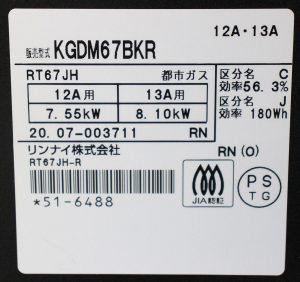 12A・13A
販売型式 KGDM67BKR
RT67JH 都市ガス
12A用 13A用
7.55kW 8.10kW
区分名 C
効率56.3%
区分名 J
効率 180Wh
20.07-003711 RN
リンナイ株式会社 RN (O)
RT67JH-R
*51-6488
JIA認証
PS
TG